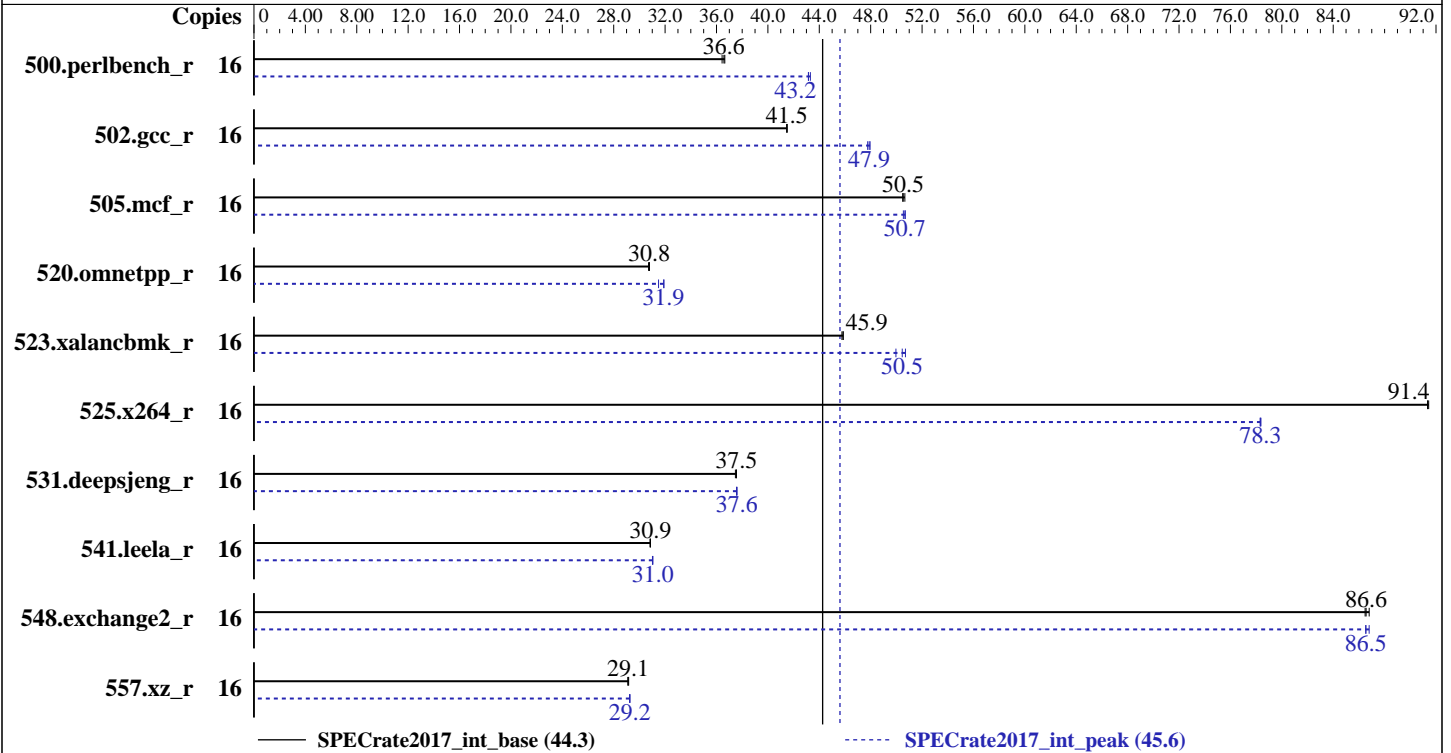 Copies 0 4.00 8.00 12.0 16.0 20.0 24.0 28.0 32.0 36.0 40.0 44.0 48.0 52.0 56.0 60.0 64.0 68.0 72.0 76.0 80.0 84.0 92.0
36.6
500.perlbench_r 16
43.2
41.5
502.gcc_r 16
47.9
50.5
505.mcf_r 16
50.7
30.8
520.omnetpp_r 16
31.9
45.9
523.xalancbmk_r 16
50.5
91.4
525.x264_r 16
78.3
37.5
531.deepsjeng_r 16
37.6
30.9
541.leela_r 16
31.0
86.6
548.exchange2_r 16
86.5
29.1
557.xz_r 16
29.2
SPECrate2017_int_base (44.3) SPECrate2017_int_peak (45.6)